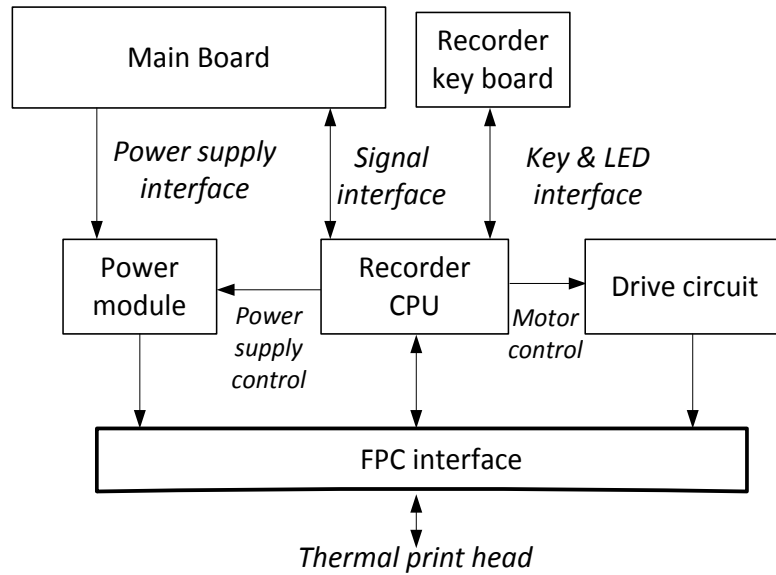 Main Board
Recorder
key board
Power supply
interface
Signal
interface
Key & LED
interface
Power
module
Recorder
CPU
Drive circuit
Power
supply
control
Motor
control
FPC interface
Thermal print head